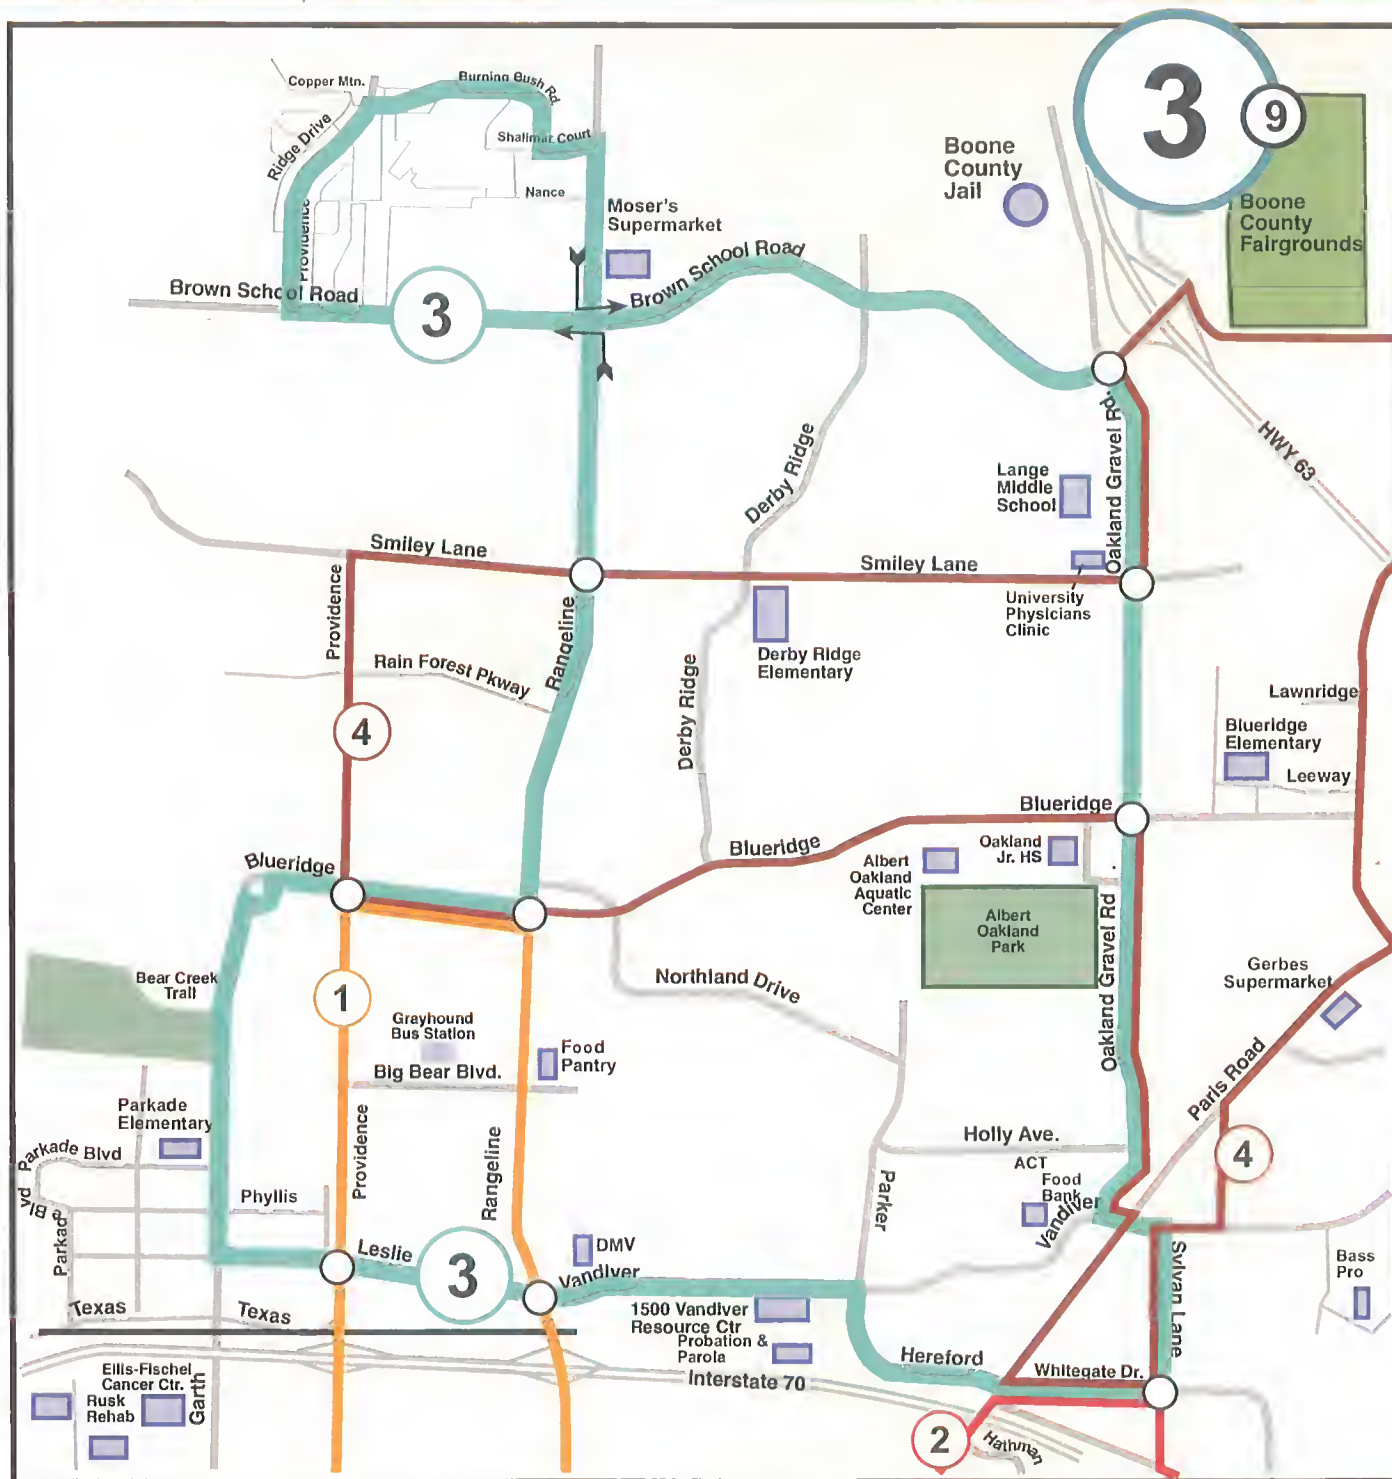 Copper Mtn.
Burning Bush Rd.
Ridge Drive
Shalimar Court
Nance
Providence
Moser's
Supermarket
Brown School Road
3
Brown School Road
Boone
County
Jail
3
9
Boone
County
Fairgrounds
HWY 63
Oakland Gravel Rd.
Lange
Middle
School
Derby Ridge
Smiley Lane
Smiley Lane
University
Physicians
Clinic
Providence
Rangeline
Rain Forest Pkway
Derby Ridge
Elementary
Derby Ridge
4
Lawnridge
Blueridge
Elementary
Leeway
Blueridge
Blueridge
Blueridge
Oakland
Jr. HS
Albert
Oakland
Aquatic
Center
Albert
Oakland
Park
Oakland Gravel Rd
Gerbes
Supermarket
Bear Creek
Trail
1
Northland Drive
Grayhound
Bus Station
Food
Pantry
Big Bear Blvd.
Paris Road
Parkade
Elementary
Parkade Blvd
Providence
Rangeline
Holly Ave.
4
ACT
Food
Bank
Vandiver
Parker
Phyllis
Parkade Blvd
Leslie
3
DMV
Vandiver
Sylvan Lane
Bass
Pro
Texas
Texas
1500 Vandiver
Resource Ctr
Probation &
Parola
Hereford
Whitegate Dr.
Interstate 70
Ellis-Fischel
Cancer Ctr.
Rusk
Rehab
Garth
2
Hathman